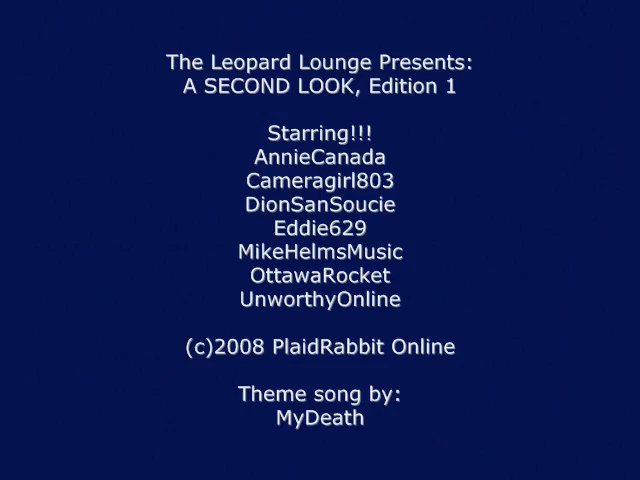 The Leopard Lounge Presents:
A SECOND LOOK, Edition 1
Starring!!!
AnnieCanada
Cameragirl803
DionSanSoucie
Eddie629
MikeHelmsMusic
OttawaRocket
UnworthyOnline
(c)2008 PlaidRabbit Online
Theme song by:
MyDeath